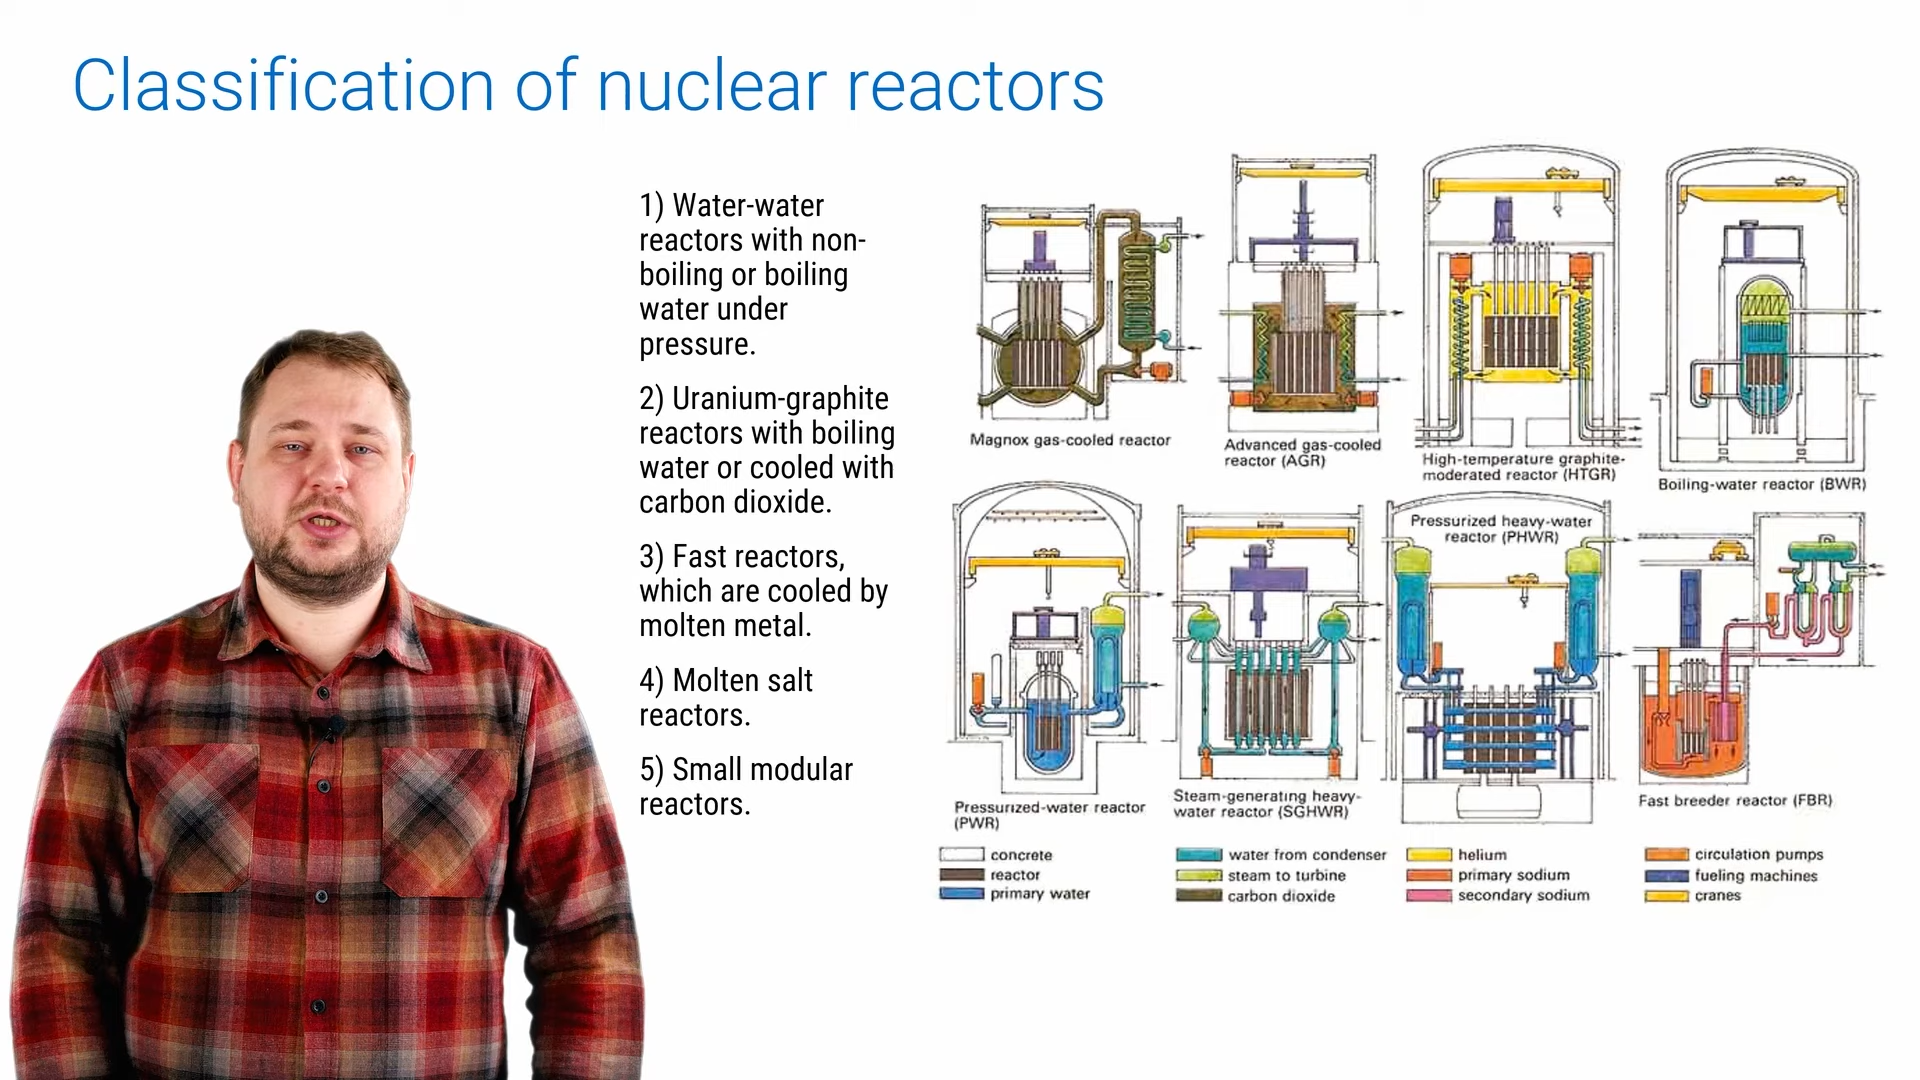 Classification of nuclear reactors
1) Water-water
reactors with non-
boiling or boiling
water under
pressure.
2) Uranium-graphite
reactors with boiling
water or cooled with
carbon dioxide.
3) Fast reactors,
which are cooled by
molten metal.
4) Molten salt
reactors.
5) Small modular
reactors.
Magnox gas-cooled reactor
Advanced gas-cooled
reactor (AGR)
High-temperature graphite-
moderated reactor (HTGR)
Boiling-water reactor (BWR)
Pressurized-water reactor
(PWR)
Steam-generating heavy-
water reactor (SGHWR)
Pressurized heavy-water
reactor (PHWR)
Fast breeder reactor (FBR)
concrete
reactor
primary water
water from condenser
steam to turbine
carbon dioxide
helium
primary sodium
secondary sodium
circulation pumps
fueling machines
cranes